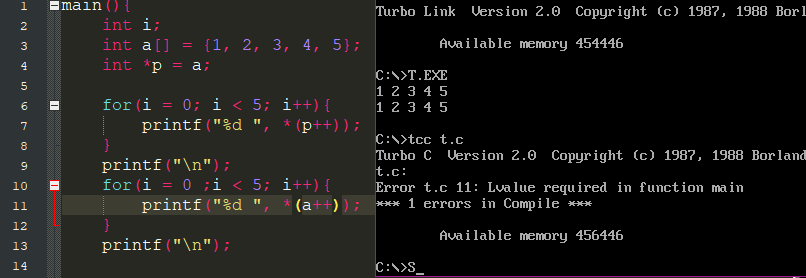 1 main(){
2 int i;
3 int a[] = {1, 2, 3, 4, 5};
4 int *p = a;
5
6 for(i = 0; i < 5; i++){
7 printf("%d ", *(p++));
8 }
9 printf("\n");
10 for(i = 0 ;i < 5; i++){
11 printf("%d ", *(a++));
12 }
13 printf("\n");
14
Turbo Link Version 2.0 Copyright (c) 1987, 1988 Borl
Available memory 454446
C:\>T.EXE
1 2 3 4 5
1 2 3 4 5
C:\>tcc t.c
Turbo C Version 2.0 Copyright (c) 1987, 1988 Borland
t.c:
Error t.c 11: Lvalue required in function main
*** 1 errors in Compile ***
Available memory 456446
C:\>S_